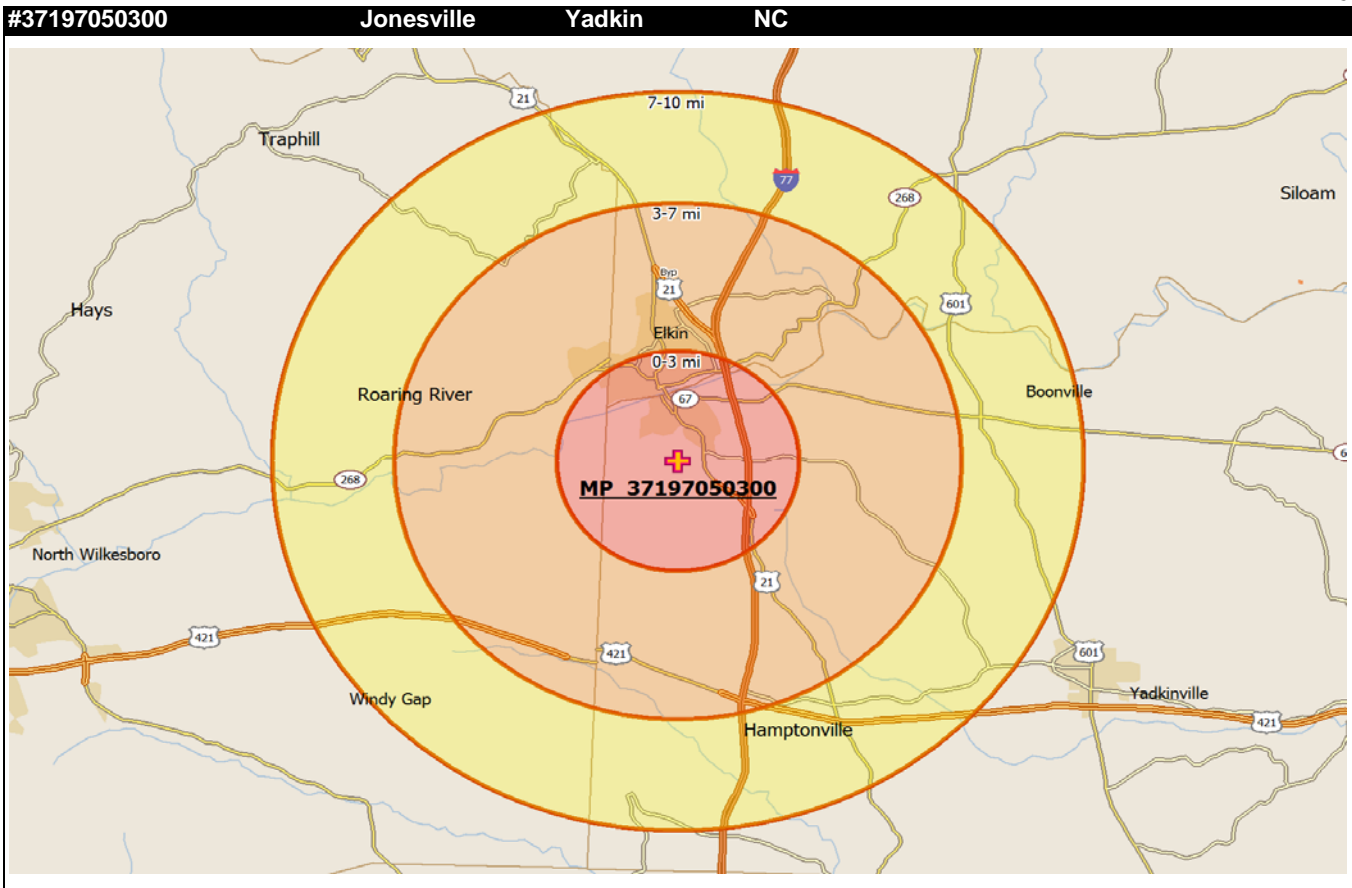 #37197050300 Jonesville Yadkin NC
7-10 mi
21
Traphill
77
268
Siloam
3-7 mi
Byp
21
601
Hays
Elkin
0-3 mi
Roaring River
67
Boonville
268
MP 37197050300
North Wilkesboro
21
421
421
601
Windy Gap
Yadkinville
421
Hamptonville